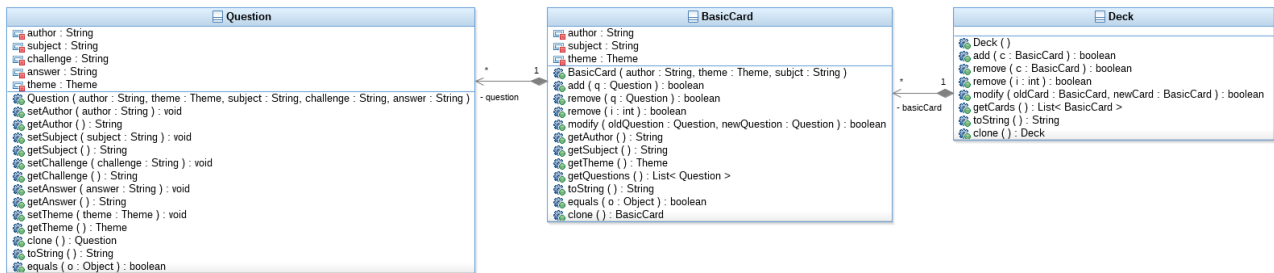 Question
author : String
subject : String
challenge : String
answer : String
theme : Theme
Question ( author : String, theme : Theme, subject : String, challenge : String, answer : String )
setAuthor ( author : String ) : void
getAuthor ( ) : String
setSubject ( subject : String ) : void
getSubject ( ) : String
setChallenge ( challenge : String ) : void
getChallenge ( ) : String
setAnswer ( answer : String ) : void
getAnswer ( ) : String
setTheme ( theme : Theme ) : void
getTheme ( ) : Theme
clone ( ) : Question
toString ( ) : String
equals ( o : Object ) : boolean
*
1
- question
BasicCard
author : String
subject : String
theme : Theme
BasicCard ( author : String, theme : Theme, subjct : String )
add ( q : Question ) : boolean
remove ( q : Question ) : boolean
remove ( i : int ) : boolean
modify ( oldQuestion : Question, newQuestion : Question ) : boolean
getAuthor ( ) : String
getSubject ( ) : String
getTheme ( ) : Theme
getQuestions ( ) : List< Question >
toString ( ) : String
equals ( o : Object ) : boolean
clone ( ) : BasicCard
*
1
- basicCard
Deck
Deck ( )
add ( c : BasicCard ) : boolean
remove ( c : BasicCard ) : boolean
remove ( i : int ) : boolean
modify ( oldCard : BasicCard, newCard : BasicCard ) : boolean
getCards ( ) : List< BasicCard >
toString ( ) : String
clone ( ) : Deck